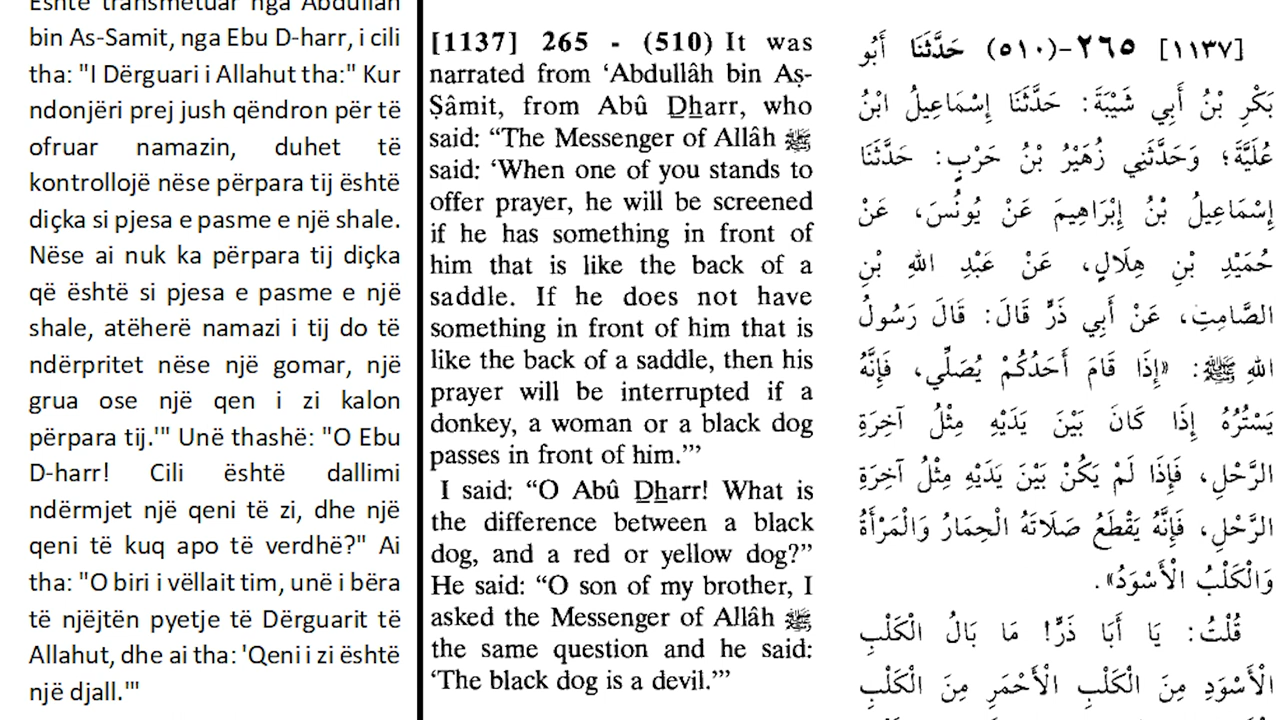 Është transmetuar nga Abdullah
bin As-Samit, nga Ebu D-harr, i cili
tha: "I Dërguari i Allahut tha:" Kur
ndonjëri prej jush qëndron për të
ofruar namazin, duhet të
kontrollojë nëse përpara tij është
diçka si pjesa e pasme e një shale.
Nëse ai nuk ka përpara tij diçka
që është si pjesa e pasme e një
shale, atëherë namazi i tij do të
ndërpritet nëse një gomar, një
grua ose një qen i zi kalon
përpara tij.'" Unë thashë: "O Ebu
D-harr! Cili është dallimi
ndërmjet një qeni të zi, dhe një
qeni të kuq apo të verdhë?" Ai
tha: "O biri i vëllait tim, unë i bëra
të njëjtën pyetje të Dërguarit të
Allahut, dhe ai tha: 'Qeni i zi është
një djall.'"
[1137] 265 - (510) It was
narrated from ‘Abdullâh bin Aṣ-
Ṣâmit, from Abû Dharr, who
said: “The Messenger of Allâh ﷺ
said: ‘When one of you stands to
offer prayer, he will be screened
if he has something in front of
him that is like the back of a
saddle. If he does not have
something in front of him that is
like the back of a saddle, then his
prayer will be interrupted if a
donkey, a woman or a black dog
passes in front of him.”’
I said: “O Abû Dharr! What is
the difference between a black
dog, and a red or yellow dog?”
He said: “O son of my brother, I
asked the Messenger of Allâh ﷺ
the same question and he said:
‘The black dog is a devil.”’
[١١٣٧] ٢٦٥-(٥١٠) حَدَّثَنَا أَبُو
بَكْرِ بْنُ أَبِي شَيْبَةَ: حَدَّثَنَا إِسْمَاعِيلُ ابْنُ
عُلَيَّةَ؛ وَحَدَّثَنِي زُهَيْرُ بْنُ حَرْبٍ: حَدَّثَنَا
إِسْمَاعِيلُ بْنُ إِبْرَاهِيمَ عَنْ يُونُسَ، عَنْ
حُمَيْدِ بْنِ هِلَالٍ، عَنْ عَبْدِ اللهِ بْنِ
الصَّامِتِ، عَنْ أَبِي ذَرٍّ قَالَ: قَالَ رَسُولُ
اللهِ ﷺ: «إِذَا قَامَ أَحَدُكُمْ يُصَلِّي، فَإِنَّهُ
يَسْتُرُهُ إِذَا كَانَ بَيْنَ يَدَيْهِ مِثْلُ آخِرَةِ
الرَّحْلِ، فَإِذَا لَمْ يَكُنْ بَيْنَ يَدَيْهِ مِثْلُ آخِرَةِ
الرَّحْلِ، فَإِنَّهُ يَقْطَعُ صَلَاتَهُ الْحِمَارُ وَالْمَرْأَةُ
وَالْكَلْبُ الْأَسْوَدُ».
قُلْتُ: يَا أَبَا ذَرٍّ! مَا بَالُ الْكَلْبِ
الْأَسْوَدِ مِنَ الْكَلْبِ الْأَحْمَرِ مِنَ الْكَلْبِ